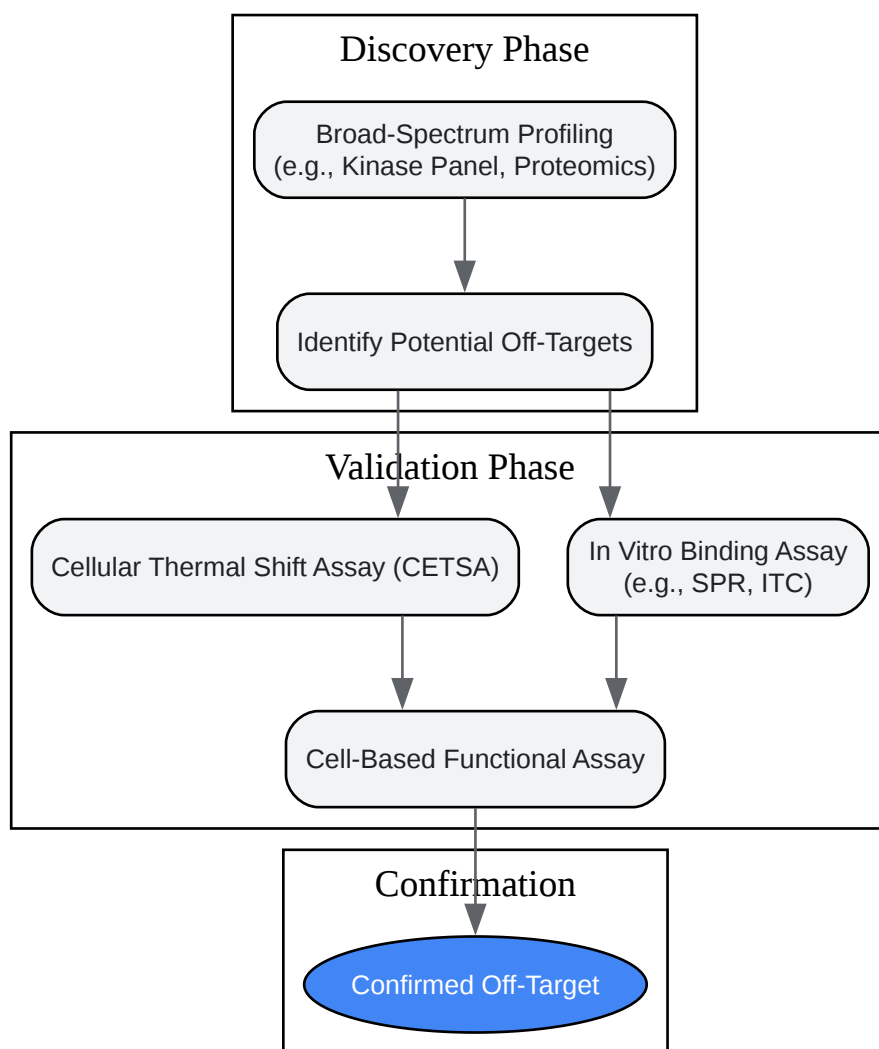 Discovery Phase
Broad-Spectrum Profiling
(e.g., Kinase Panel, Proteomics)
Identify Potential Off-Targets
Validation Phase
Cellular Thermal Shift Assay (CETSA)
In Vitro Binding Assay
(e.g., SPR, ITC)
Cell-Based Functional Assay
Confirmation
Confirmed Off-Target